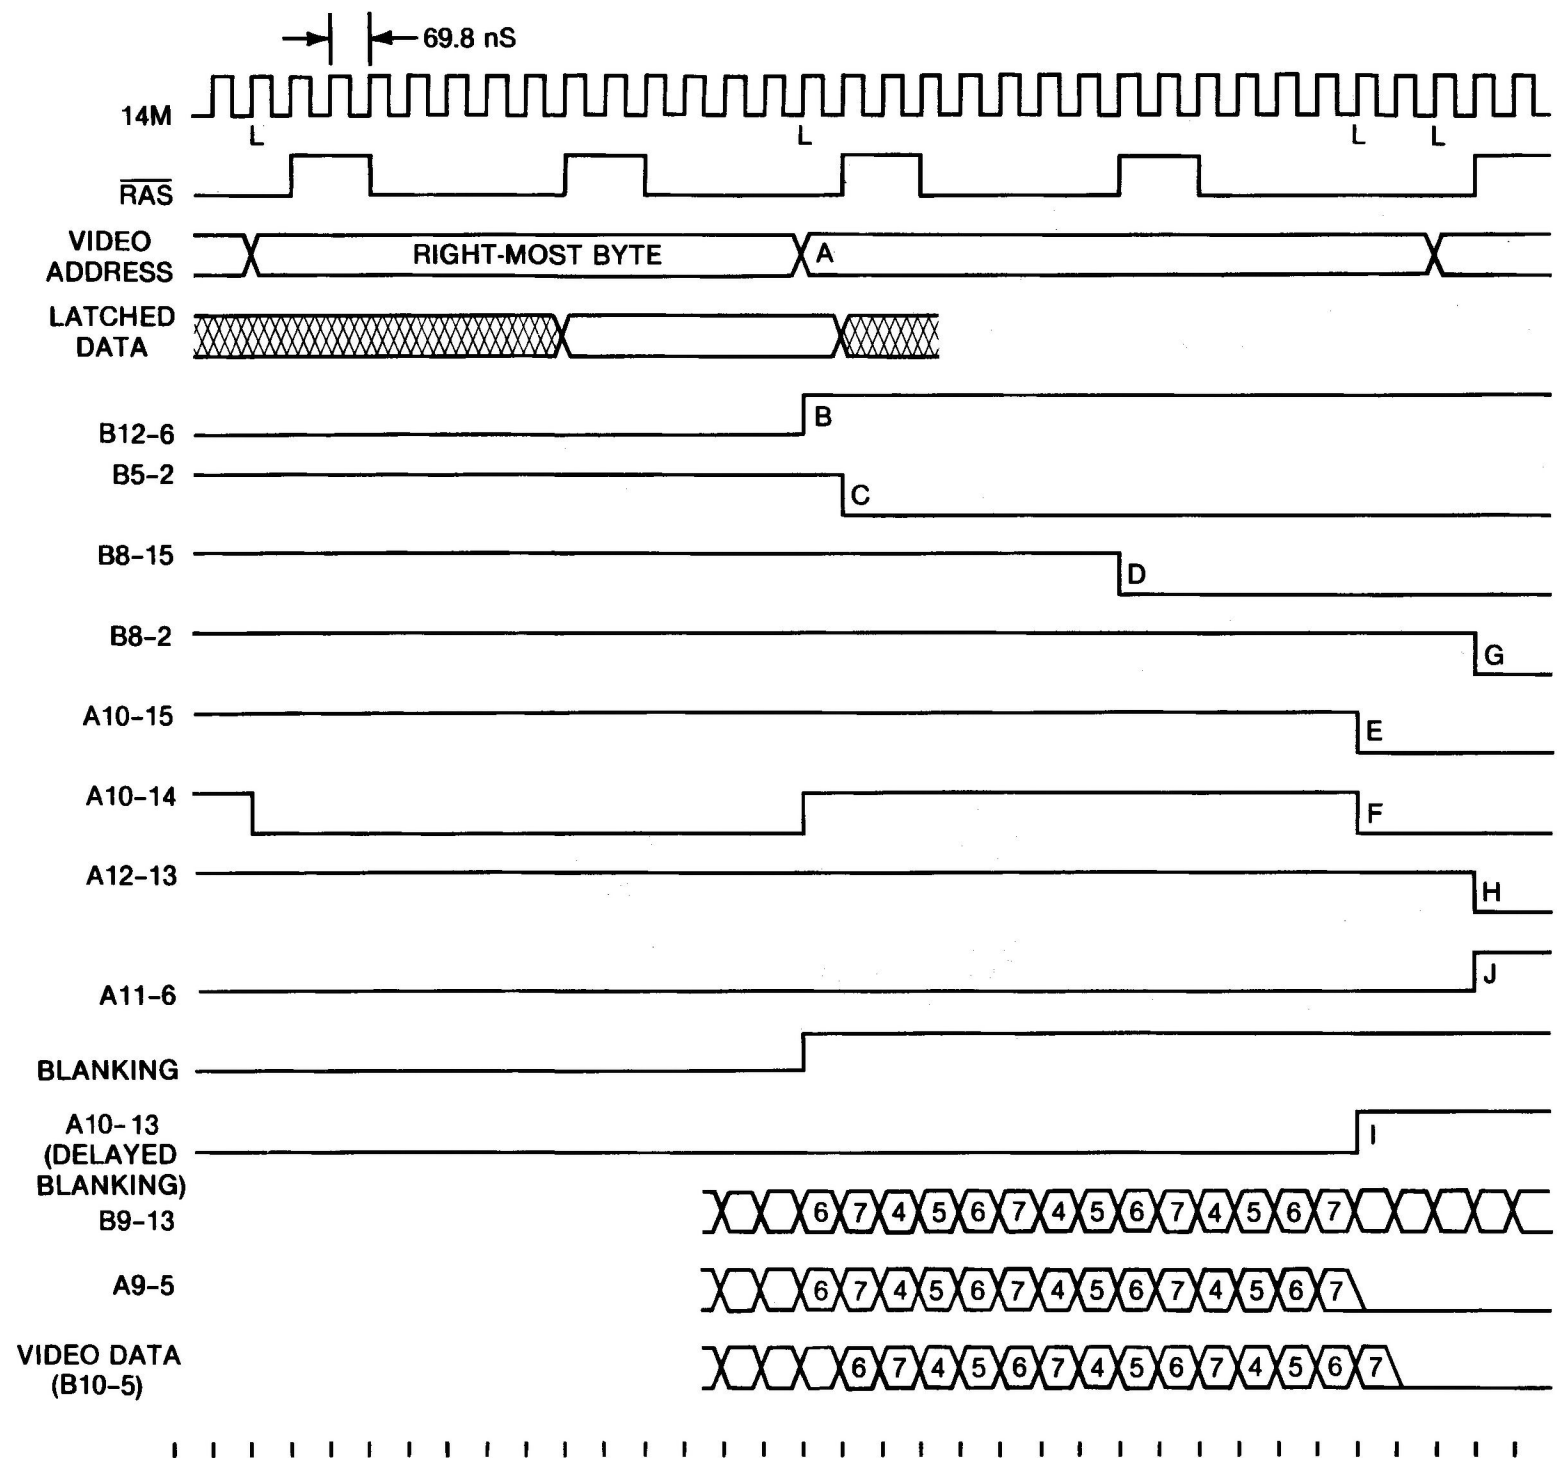 69.8 nS
14M
L L L L
RAS
VIDEO
ADDRESS
RIGHT-MOST BYTE
A
LATCHED
DATA
B12-6
B
B5-2
C
B8-15
D
B8-2
G
A10-15
E
A10-14
F
A12-13
H
A11-6
J
BLANKING
A10-13
(DELAYED
BLANKING)
I
B9-13
6 7 4 5 6 7 4 5 6 7 4 5 6 7
A9-5
6 7 4 5 6 7 4 5 6 7 4 5 6 7
VIDEO DATA
(B10-5)
6 7 4 5 6 7 4 5 6 7 4 5 6 7